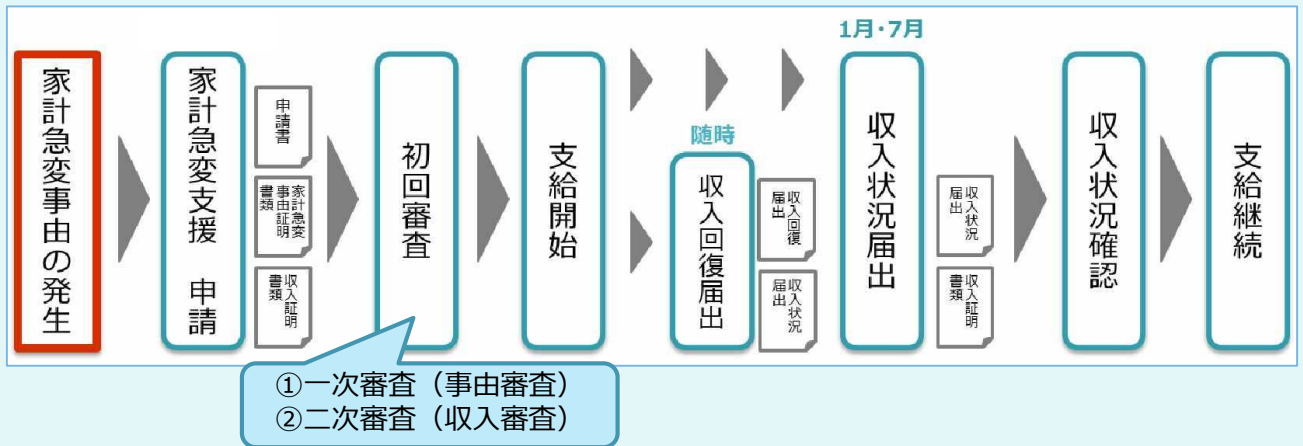 家計急変事由の発生
家計急変支援　申請
申請書
家計急変
事由証明
書類
収入証明
書類
初回審査
①一次審査（事由審査）
②二次審査（収入審査）
支給開始
随時
収入回復届出
収入回復
届出
収入状況
届出
1月・7月
収入状況届出
収入状況
届出
収入証明
書類
収入状況確認
支給継続